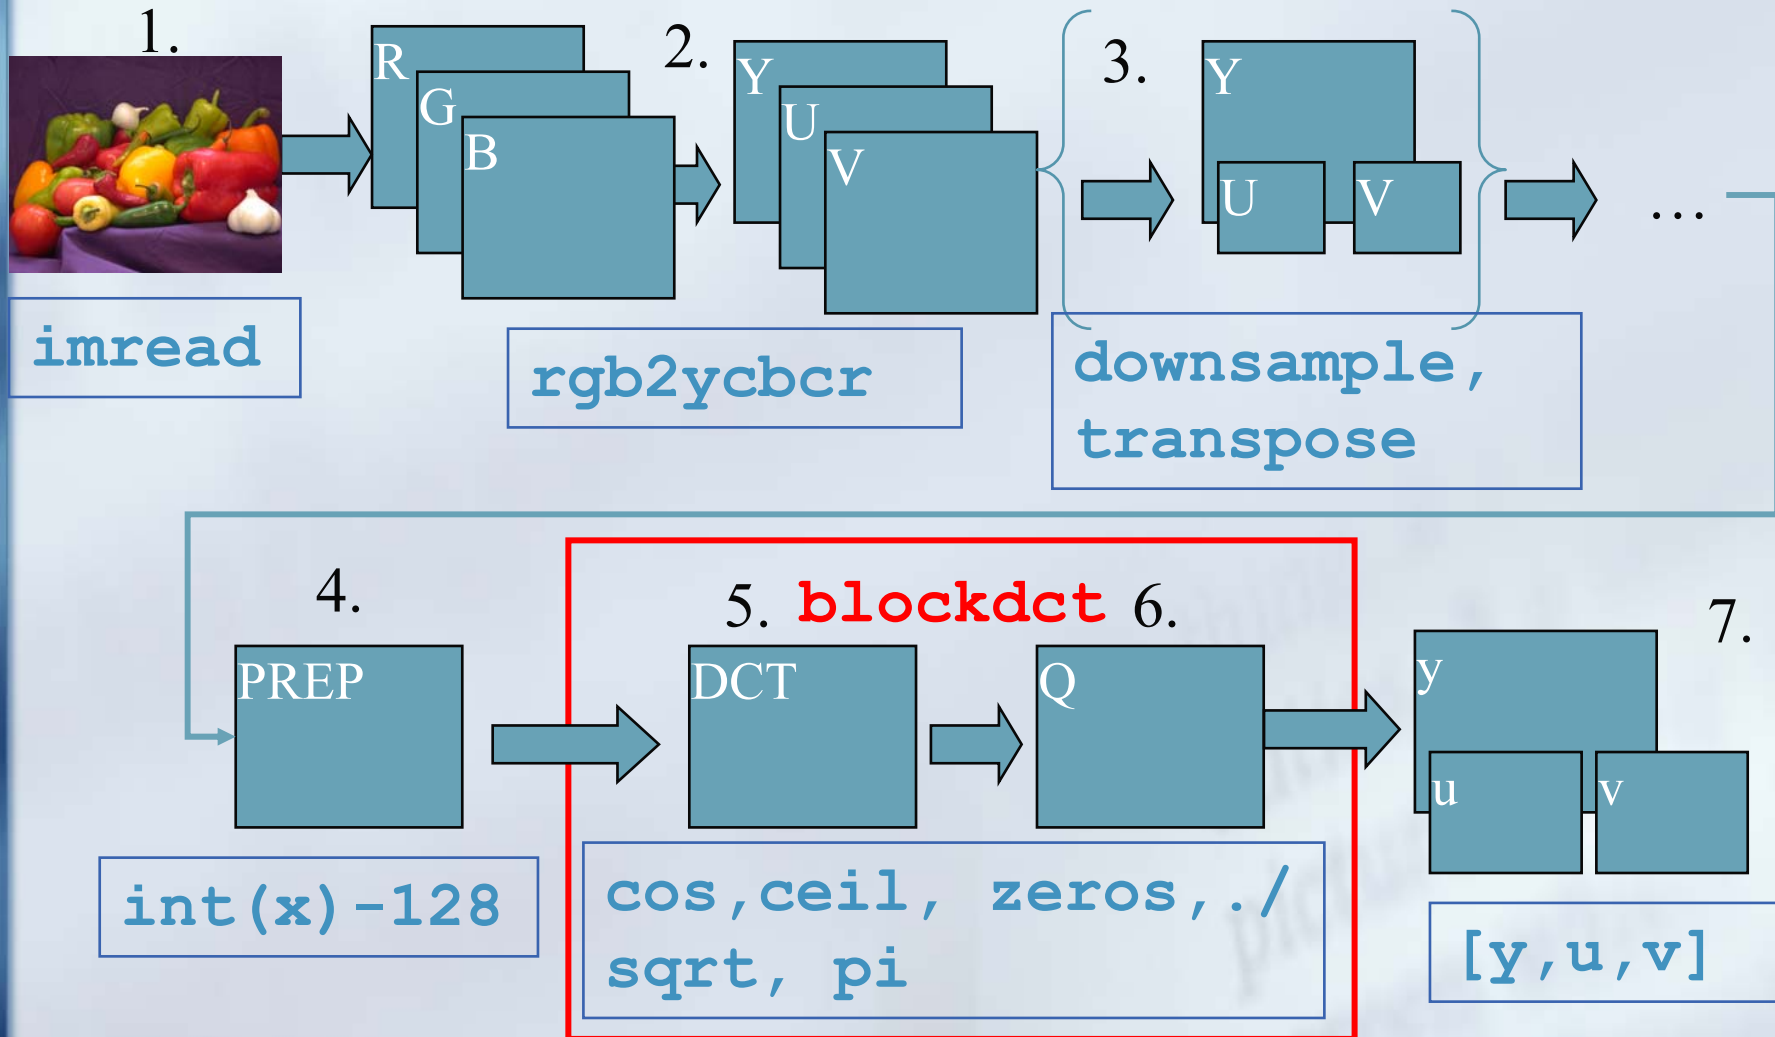 1.
R
G
B
2.
Y
U
V
3.
Y
U
V
...
imread
rgb2ycbcr
downsample,
transpose
4.
PREP
5.
blockdct
6.
DCT
Q
7.
y
u
v
int(x)-128
cos,ceil, zeros,./
sqrt, pi
[y,u,v]